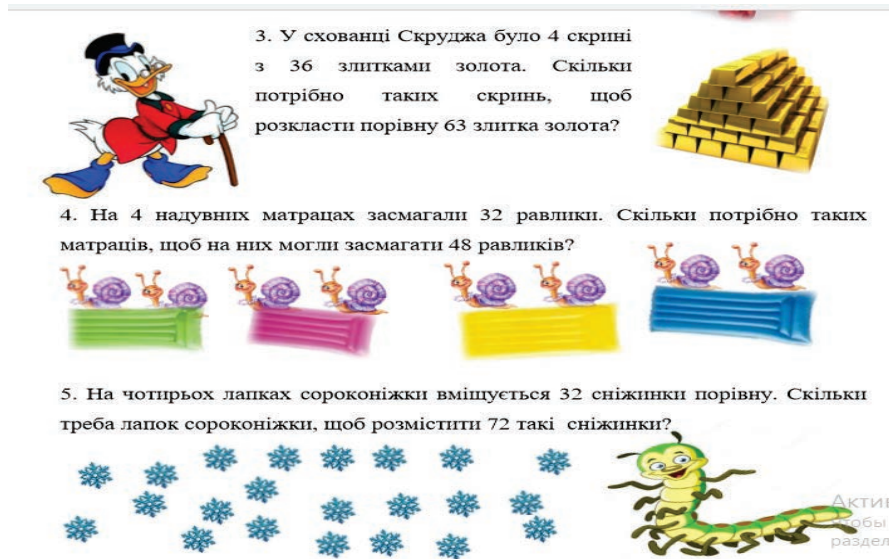 3. У схованці Скруджа було 4 скрині
з 36 злитками золота. Скільки
потрібно таких скринь, щоб
розкласти порівну 63 злитка золота?
4. На 4 надувних матрацах засмагали 32 равлики. Скільки потрібно таких
матраців, щоб на них могли засмагати 48 равликів?
5. На чотирьох лапках сороконіжки вміщується 32 сніжинки порівну. Скільки
треба лапок сороконіжки, щоб розмістити 72 такі сніжинки?